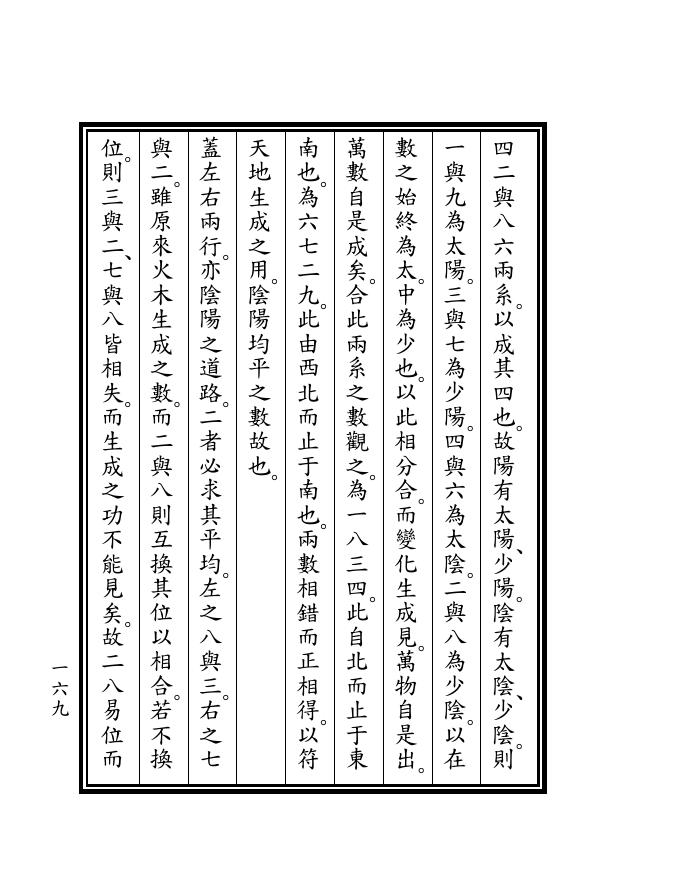 四二與八六兩系。以成其四也。故陽有太陽、少陽。陰有太陰、少陰。則
一與九為太陽。三與七為少陽。四與六為太陰。二與八為少陰。以在
數之始終為太。中為少也。以此相分合。而變化生成見。萬物自是出。
萬數自是成矣。合此兩系之數觀之。為一八三四。此自北而止于東
南也。為六七二九。此由西北而止于南也。兩數相錯而正相得。以符
天地生成之用。陰陽均平之數故也。
蓋左右兩行。亦陰陽之道路。二者必求其平均。左之八與三。右之七
與二。雖原來火木生成之數。而二與八則互換其位以相合。若不換
位。則三與二、七與八皆相失。而生成之功不能見矣。故二八易位而
一六九